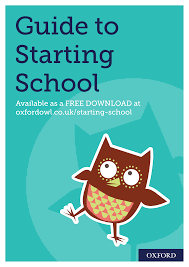 Guide to
Starting
School
Available as a FREE DOWNLOAD at
oxfordowl.co.uk/starting-school
OXFORD